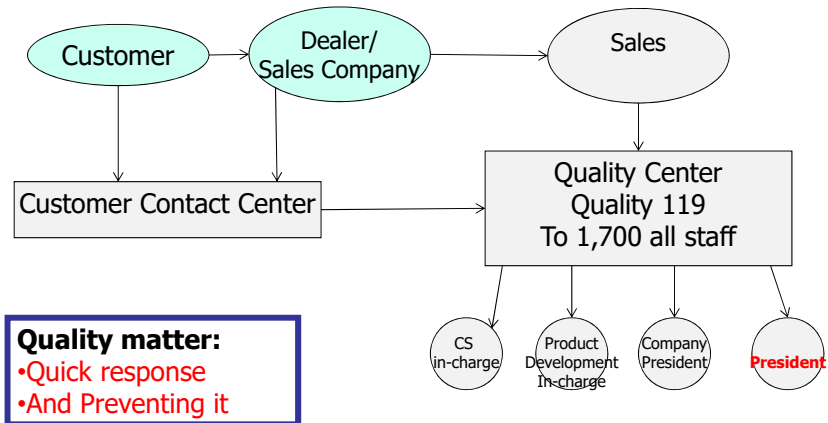 Customer
Dealer/
Sales Company
Sales
Customer Contact Center
Quality Center
Quality 119
To 1,700 all staff
CS
in-charge
Product
Development
In-charge
Company
President
President
Quality matter:
•Quick response
•And Preventing it